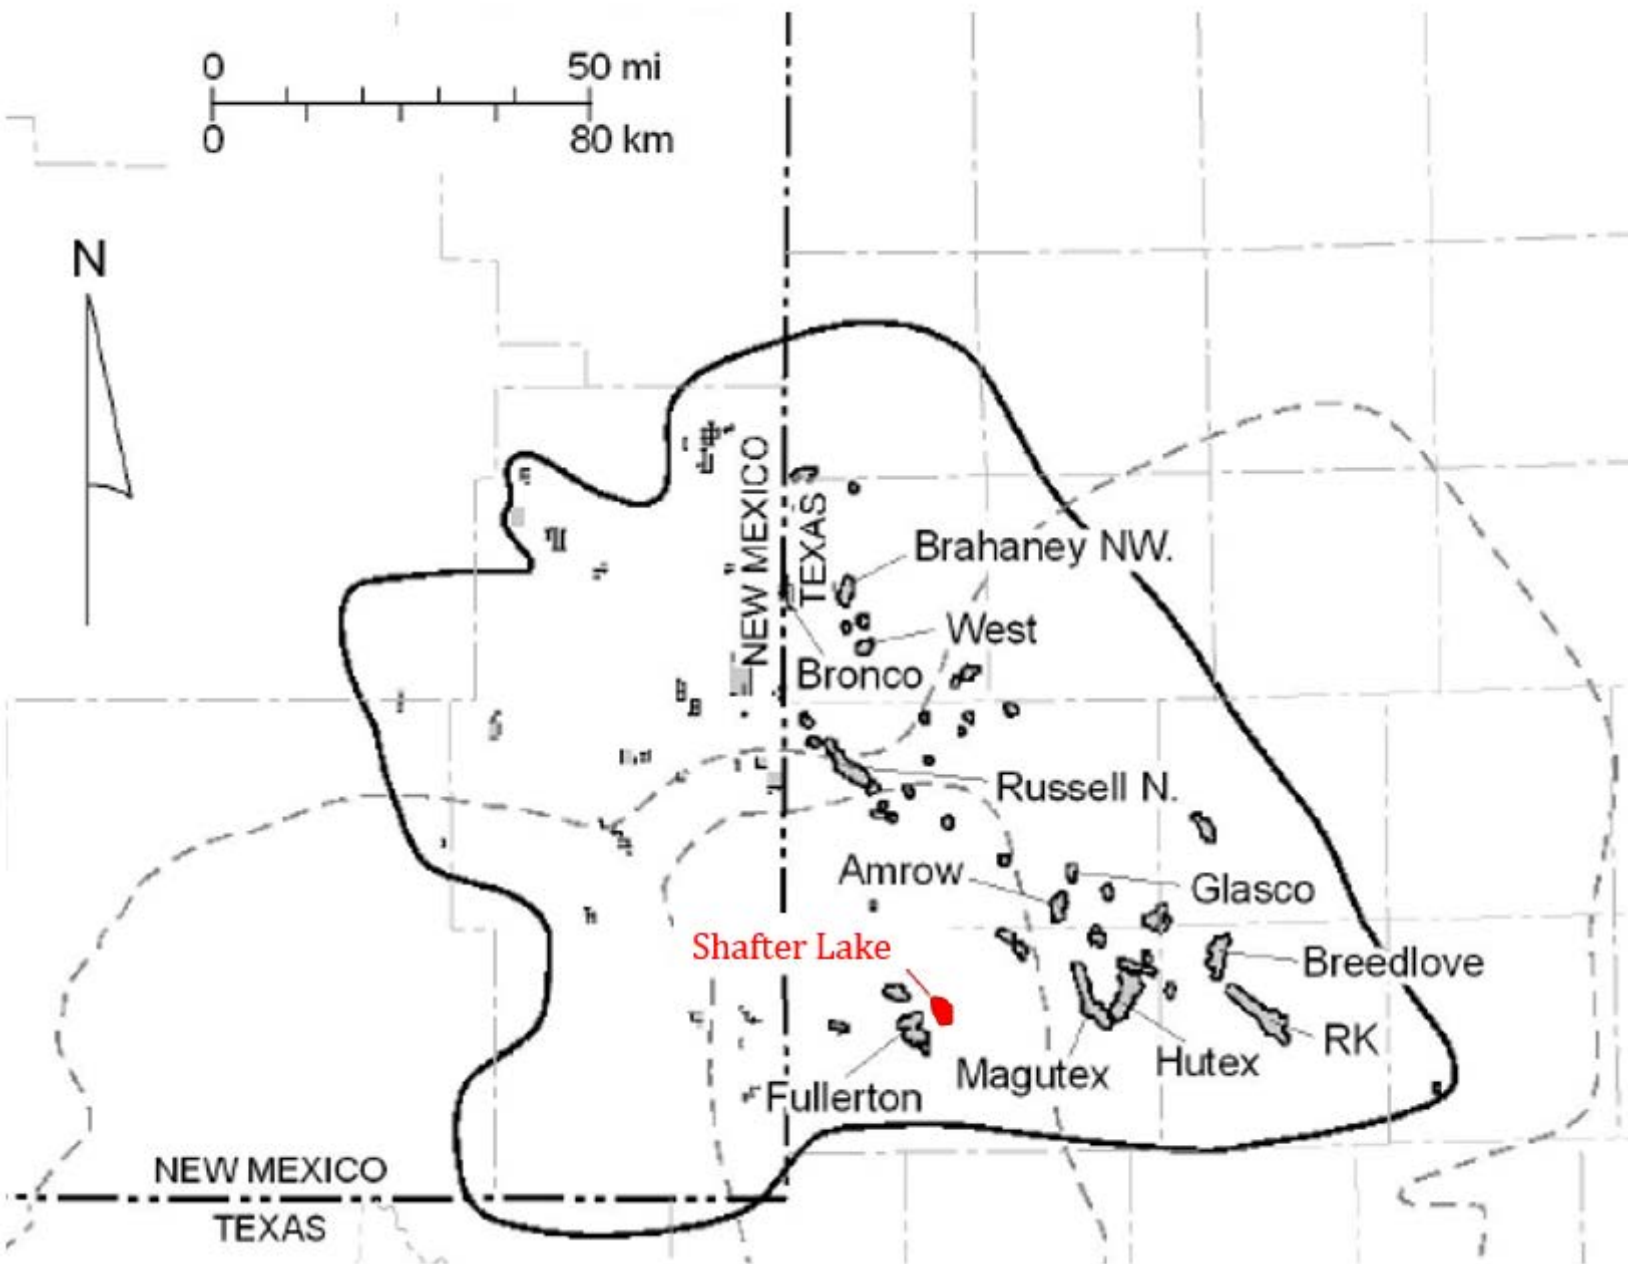 0 50 mi
0 80 km
N
NEW MEXICO
TEXAS
Brahaney NW.
West
Bronco
Russell N.
Amrow
Glasco
Shafter Lake
Breedlove
RK
Hutex
Magutex
Fullerton
NEW MEXICO
TEXAS